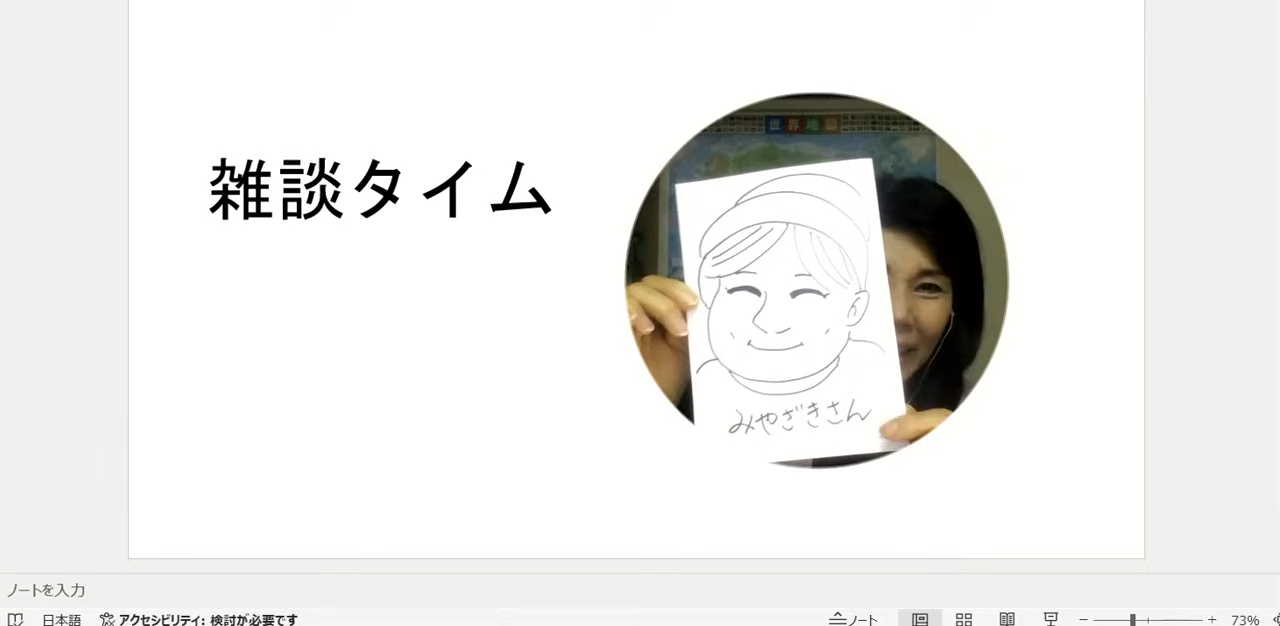 世界地図
雑談タイム
みやざきさん
ノートを入力
日本語 アクセシビリティ: 検討が必要です ノート 73%